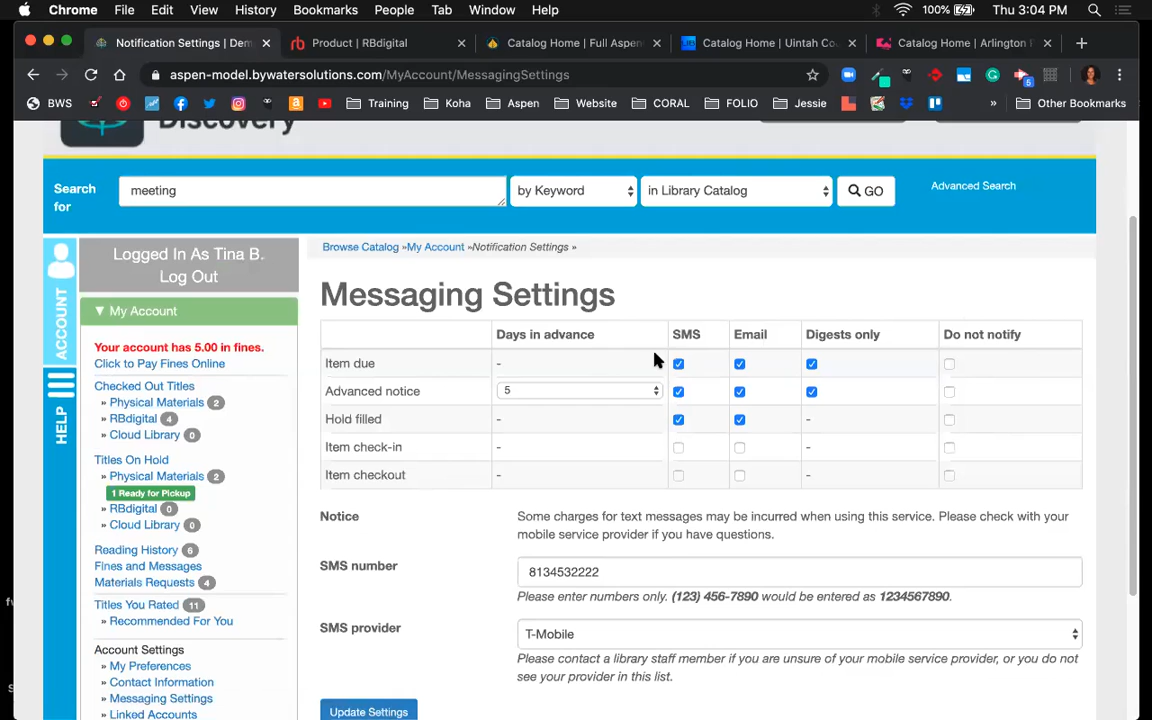 Chrome File Edit View History Bookmarks People Tab Window Help 100% Thu 3:04 PM
Notification Settings | Dem × Product | RBdigital × Catalog Home | Full Aspen × Catalog Home | Uintah Cou × Catalog Home | Arlington × +
aspen-model.bywatersolutions.com/MyAccount/MessagingSettings
5
BWS Training Koha Aspen Website CORAL FOLIO Jessie » Other Bookmarks
Discovery
Search for
meeting
by Keyword
in Library Catalog
GO
Advanced Search
ACCOUNT
HELP
Logged In As Tina B.
Log Out
▼ My Account
Your account has 5.00 in fines.
Click to Pay Fines Online
Checked Out Titles
» Physical Materials 2
» RBdigital 4
» Cloud Library 0
Titles On Hold
» Physical Materials 2
1 Ready for Pickup
» RBdigital 0
» Cloud Library 0
Reading History 6
Fines and Messages
Materials Requests 4
Titles You Rated 11
» Recommended For You
Account Settings
» My Preferences
» Contact Information
» Messaging Settings
» Linked Accounts
Browse Catalog »My Account »Notification Settings »
Messaging Settings
Days in advance SMS Email Digests only Do not notify
Item due -
Advanced notice 5
Hold filled - -
Item check-in - -
Item checkout - -
Notice
Some charges for text messages may be incurred when using this service. Please check with your
mobile service provider if you have questions.
SMS number
8134532222
Please enter numbers only. (123) 456-7890 would be entered as 1234567890.
SMS provider
T-Mobile
Please contact a library staff member if you are unsure of your mobile service provider, or you do not
see your provider in this list.
Update Settings